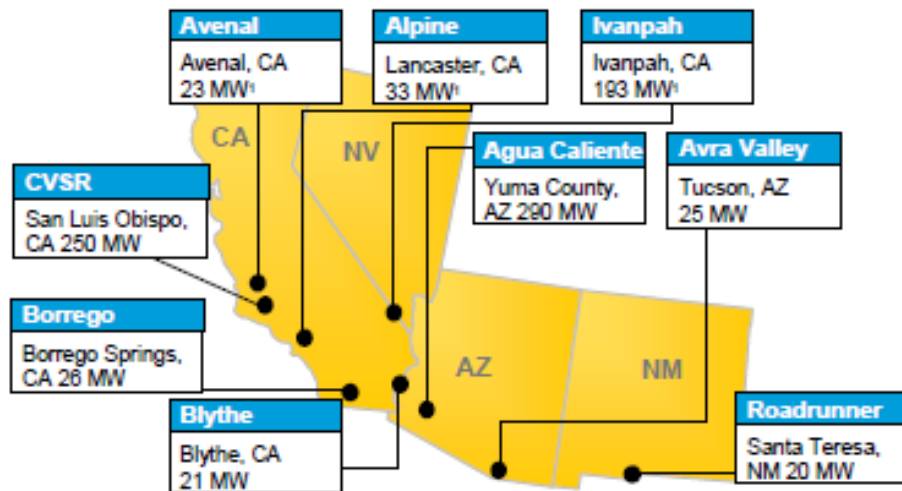 Avenal
Avenal, CA
23 MW¹
Alpine
Lancaster, CA
33 MW¹
Ivanpah
Ivanpah, CA
193 MW¹
CA
NV
Agua Caliente
Yuma County,
AZ 290 MW
Avra Valley
Tucson, AZ
25 MW
CVSR
San Luis Obispo,
CA 250 MW
Borrego
Borrego Springs,
CA 26 MW
AZ
NM
Blythe
Blythe, CA
21 MW
Roadrunner
Santa Teresa,
NM 20 MW